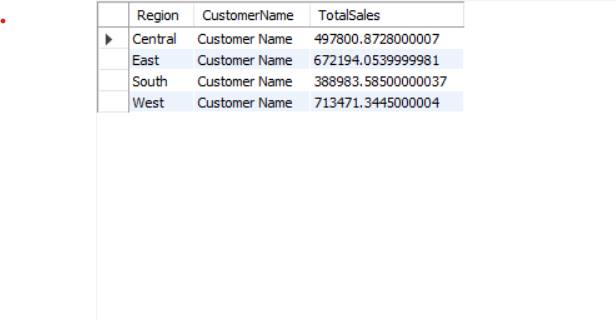 Region CustomerName TotalSales
Central Customer Name 497800.8728000007
East Customer Name 672194.0539999981
South Customer Name 388983.58500000037
West Customer Name 713471.3445000004